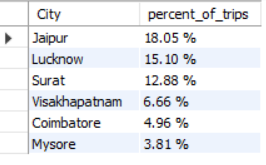 City percent_of_trips
Jaipur 18.05 %
Lucknow 15.10 %
Surat 12.88 %
Visakhapatnam 6.66 %
Coimbatore 4.96 %
Mysore 3.81 %